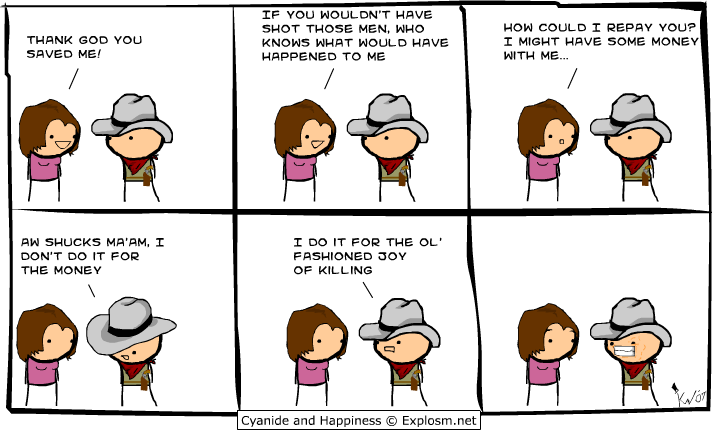 THANK GOD YOU
SAVED ME!
IF YOU WOULDN'T HAVE
SHOT THOSE MEN, WHO
KNOWS WHAT WOULD HAVE
HAPPENED TO ME
HOW COULD I REPAY YOU?
I MIGHT HAVE SOME MONEY
WITH ME...
AW SHUCKS MA'AM, I
DON'T DO IT FOR
THE MONEY
I DO IT FOR THE OL'
FASHIONED JOY
OF KILLING
Cyanide and Happiness © Explosm.net